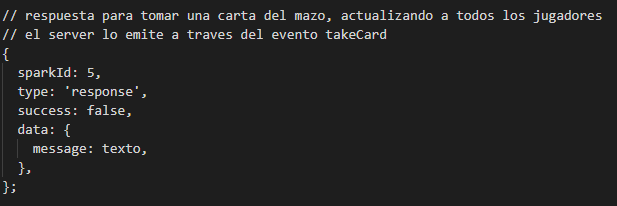 // respuesta para tomar una carta del mazo, actualizando a todos los jugadores
// el server lo emite a traves del evento takeCard
{
  sparkId: 5,
  type: 'response',
  success: false,
  data: {
    message: texto,
  },
};